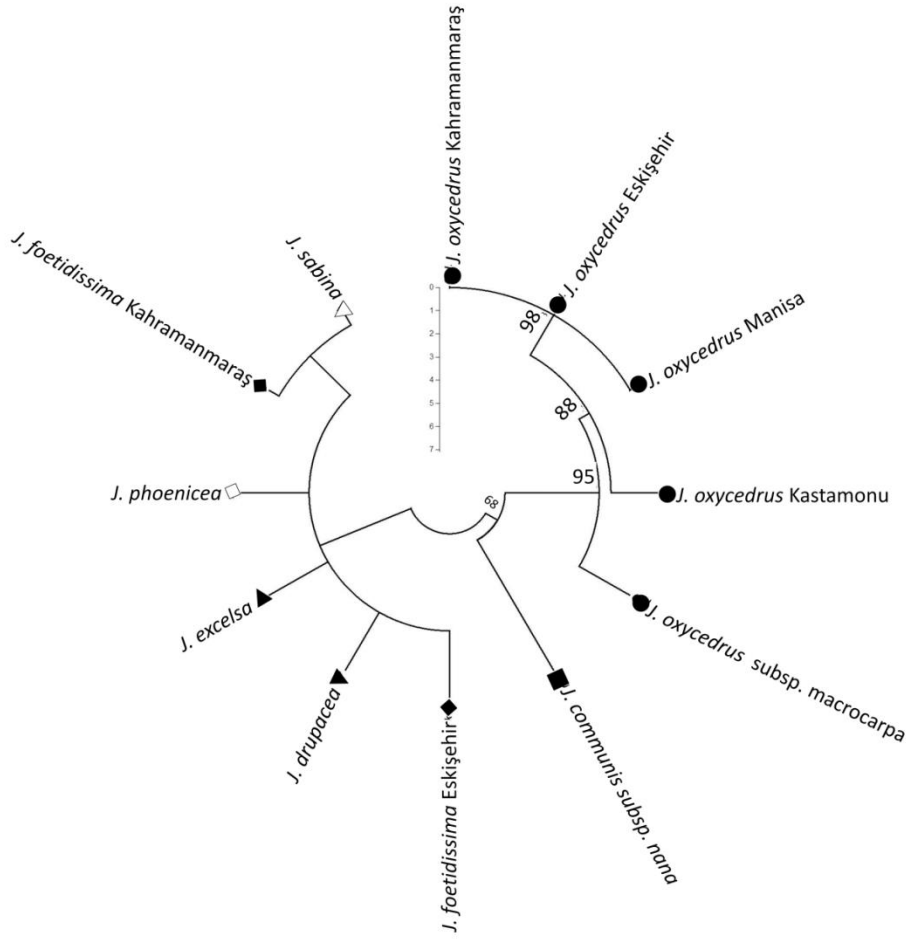 J. oxycedrus Kahramanmaraş
J. oxycedrus Eskişehir
J. oxycedrus Manisa
J. oxycedrus Kastamonu
J. oxycedrus subsp. macrocarpa
J. communis subsp. nana
J. foetidissima Eskişehir
J. drupacea
J. excelsa
J. phoenicea
J. foetidissima Kahramanmaraş
J. sabina
0
1
2
3
4
5
6
7
98
88
95
68